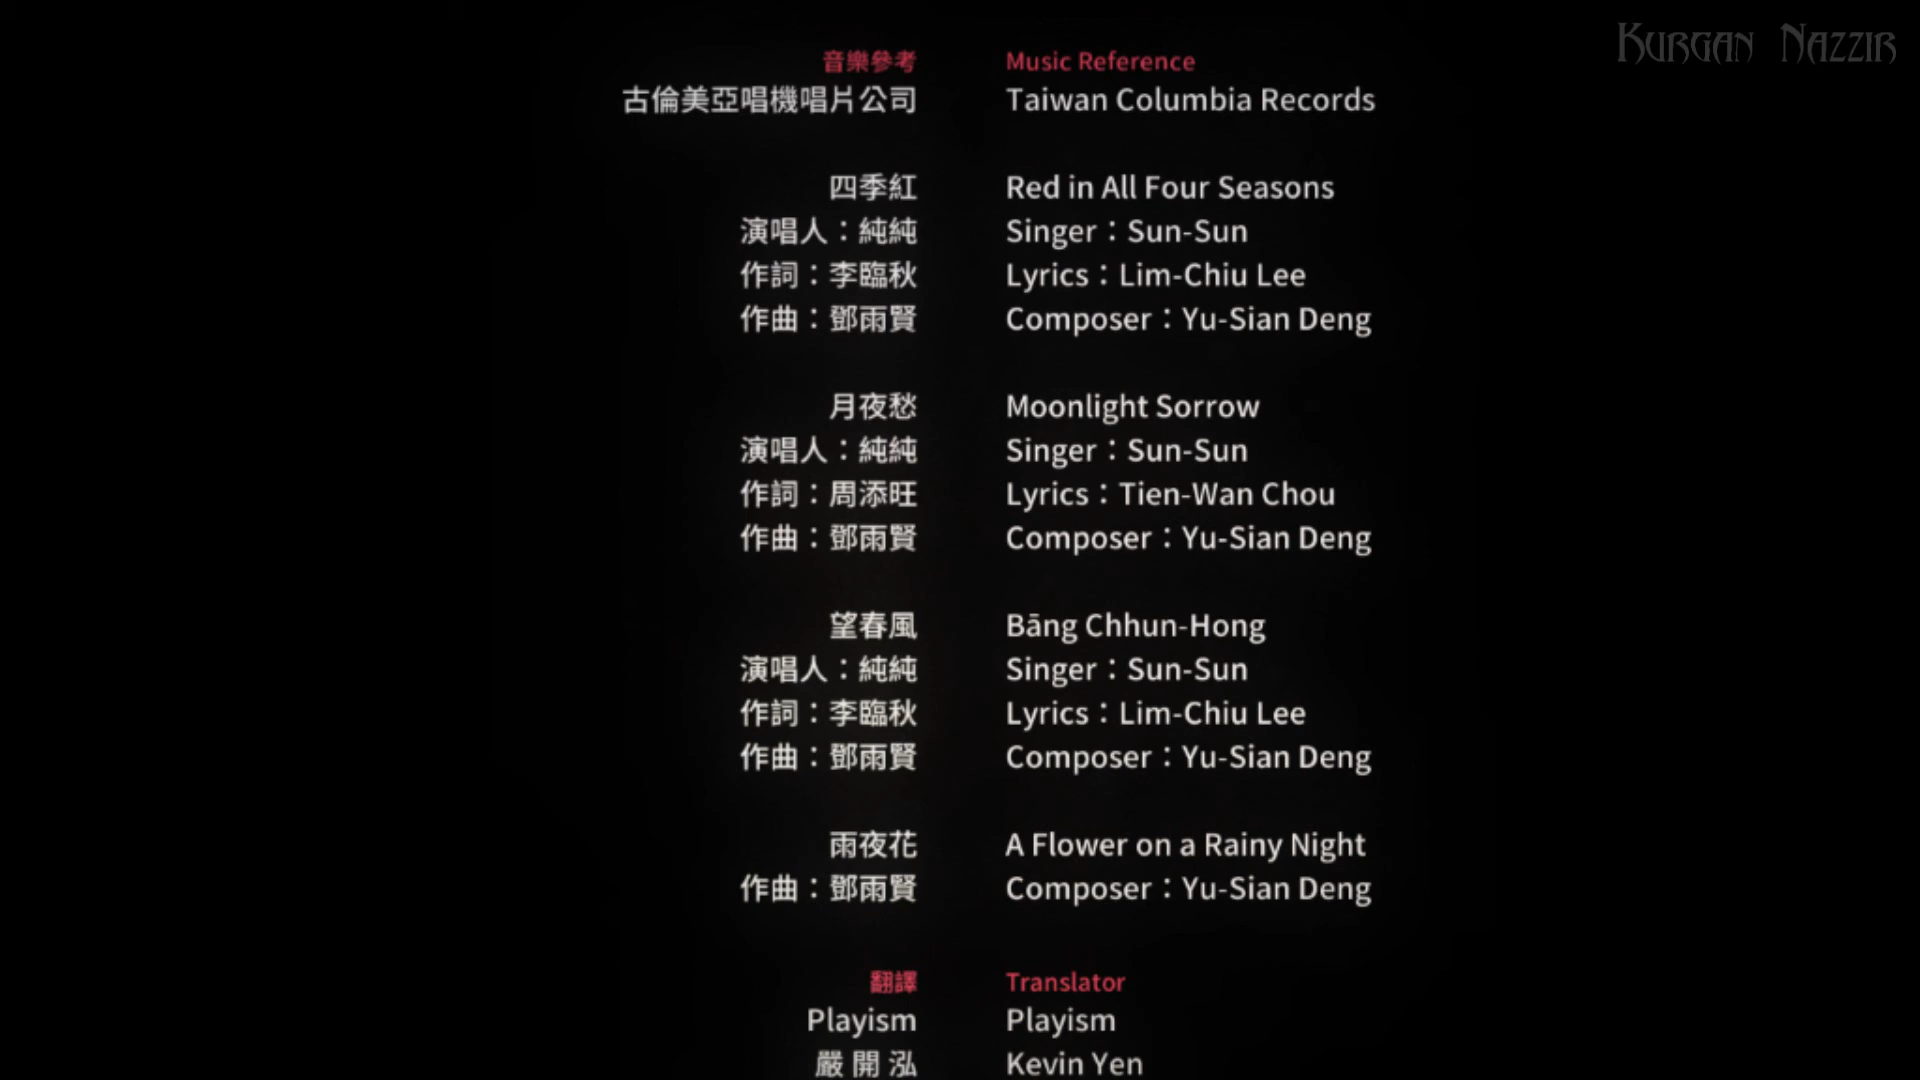 Kurgan Nazzir
音樂參考 Music Reference
古倫美亞唱機唱片公司 Taiwan Columbia Records
四季紅 Red in All Four Seasons
演唱人：純純 Singer：Sun-Sun
作詞：李臨秋 Lyrics：Lim-Chiu Lee
作曲：鄧雨賢 Composer：Yu-Sian Deng
月夜愁 Moonlight Sorrow
演唱人：純純 Singer：Sun-Sun
作詞：周添旺 Lyrics：Tien-Wan Chou
作曲：鄧雨賢 Composer：Yu-Sian Deng
望春風 Bāng Chhun-Hong
演唱人：純純 Singer：Sun-Sun
作詞：李臨秋 Lyrics：Lim-Chiu Lee
作曲：鄧雨賢 Composer：Yu-Sian Deng
雨夜花 A Flower on a Rainy Night
作曲：鄧雨賢 Composer：Yu-Sian Deng
翻譯 Translator
Playism Playism
嚴開泓 Kevin Yen